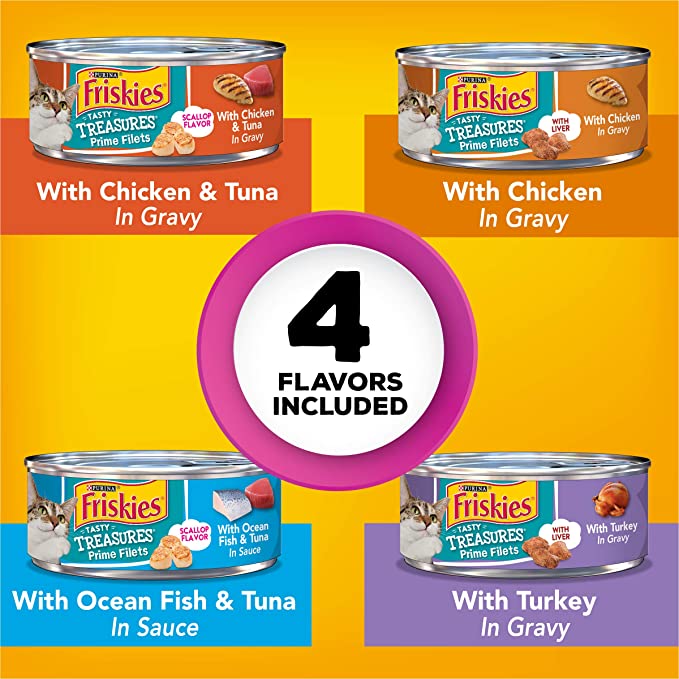 PURINA
Friskies
TASTY
TREASURES
Prime Filets
SCALLOP
FLAVOR
With Chicken
& Tuna
In Gravy
With Chicken & Tuna
In Gravy
PURINA
Friskies
TASTY
TREASURES
Prime Filets
WITH
LIVER
With Chicken
In Gravy
With Chicken
In Gravy
4
FLAVORS
INCLUDED
PURINA
Friskies
TASTY
TREASURES
Prime Filets
SCALLOP
FLAVOR
With Ocean
Fish & Tuna
In Sauce
With Ocean Fish & Tuna
In Sauce
PURINA
Friskies
TASTY
TREASURES
Prime Filets
WITH
LIVER
With Turkey
In Gravy
With Turkey
In Gravy